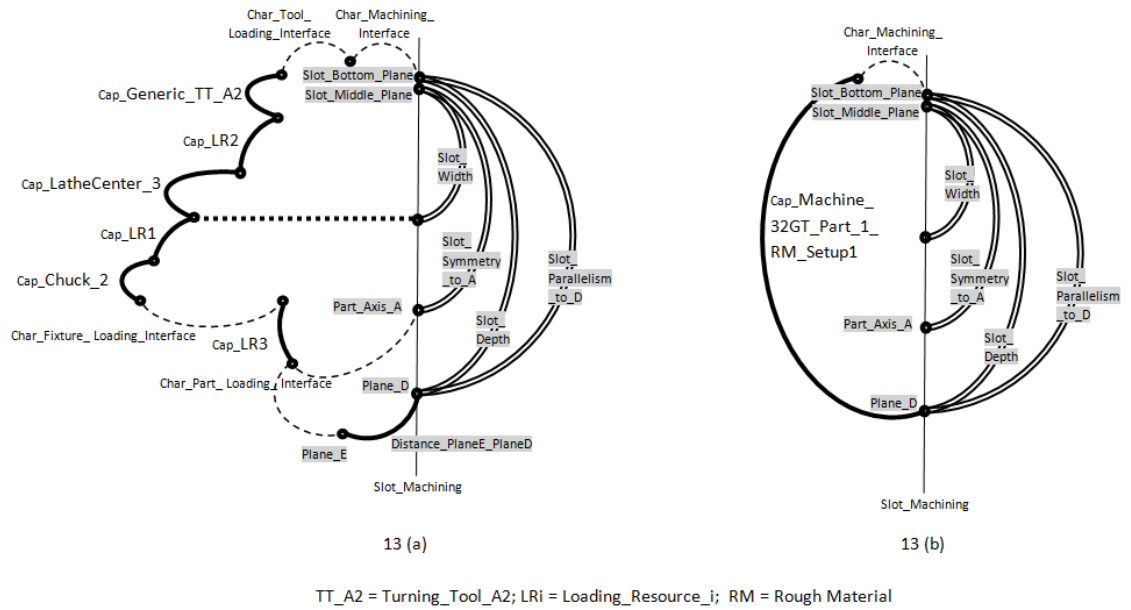 Char_Tool_
Loading_Interface
Char_Machining_
Interface
Slot_Bottom_Plane
Slot_Middle_Plane
Cap_Generic_TT_A2
Cap_LR2
Slot_
Width
Cap_LatheCenter_3
Cap_LR1
Slot_
Symmetry
_to_A
Slot_
Parallelism
_to_D
Cap_Chuck_2
Part_Axis_A
Char_Fixture_ Loading_Interface
Cap_LR3
Slot_
Depth
Char_Part_ Loading_ Interface
Plane_D
Plane_E
Distance_PlaneE_PlaneD
Slot_Machining
13 (a)
Char_Machining_
Interface
Slot_Bottom_Plane
Slot_Middle_Plane
Slot_
Width
Cap_Machine_
32GT_Part_1_
RM_Setup1
Slot_
Symmetry
_to_A
Slot_
Parallelism
_to_D
Part_Axis_A
Slot_
Depth
Plane_D
Slot_Machining
13 (b)
TT_A2 = Turning_Tool_A2; LRi = Loading_Resource_i; RM = Rough Material